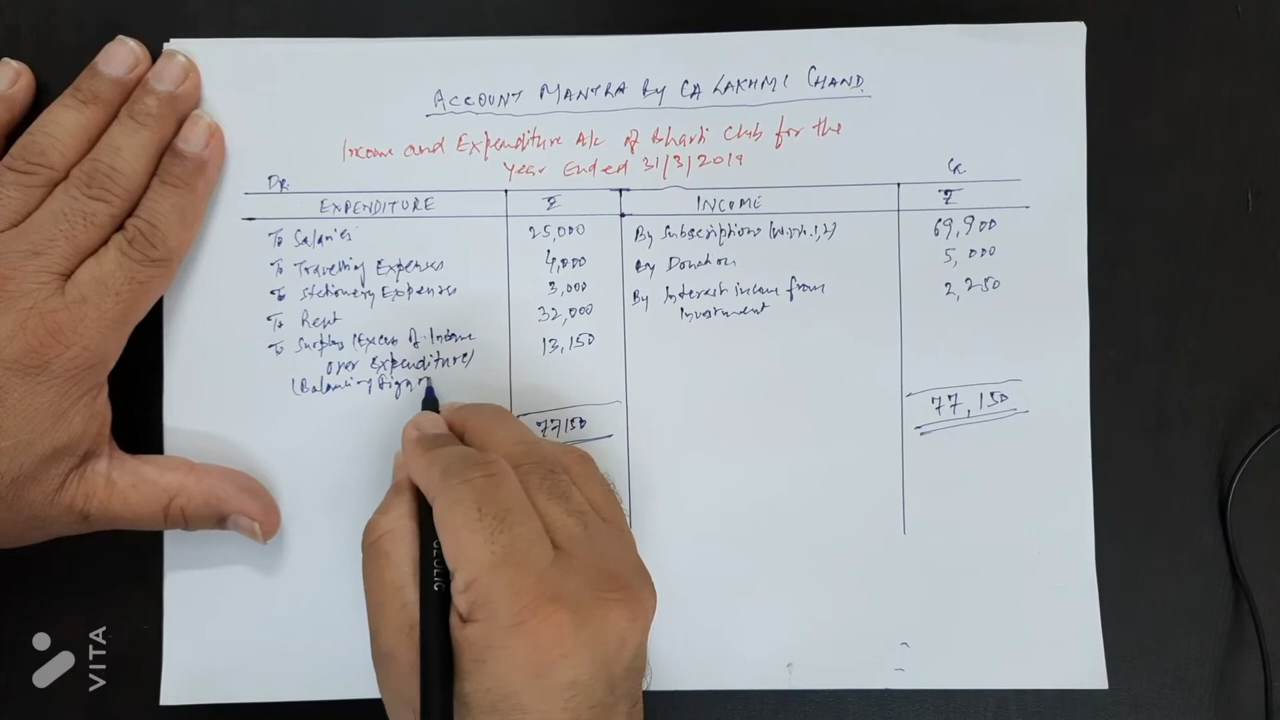 ACCOUNT MANTRA By CA LAKHMI CHAND.
Income and Expenditure A/c of Bharti Club for the
Year Ended 31/3/2019
Dr. Cr.
EXPENDITURE ₹ INCOME ₹
To Salaries 25,000 By Subscriptions (W.N.1,2) 69,900
To Travelling Expenses 4,000 By Donation 5,000
To Stationery Expenses 3,000 By Interest income from 2,250
To Rent 32,000 Investment
To Surplus (Excess of Income 13,150
over Expenditure)
(Balancing Figur
77150 77,150
GEOLIC
VITA